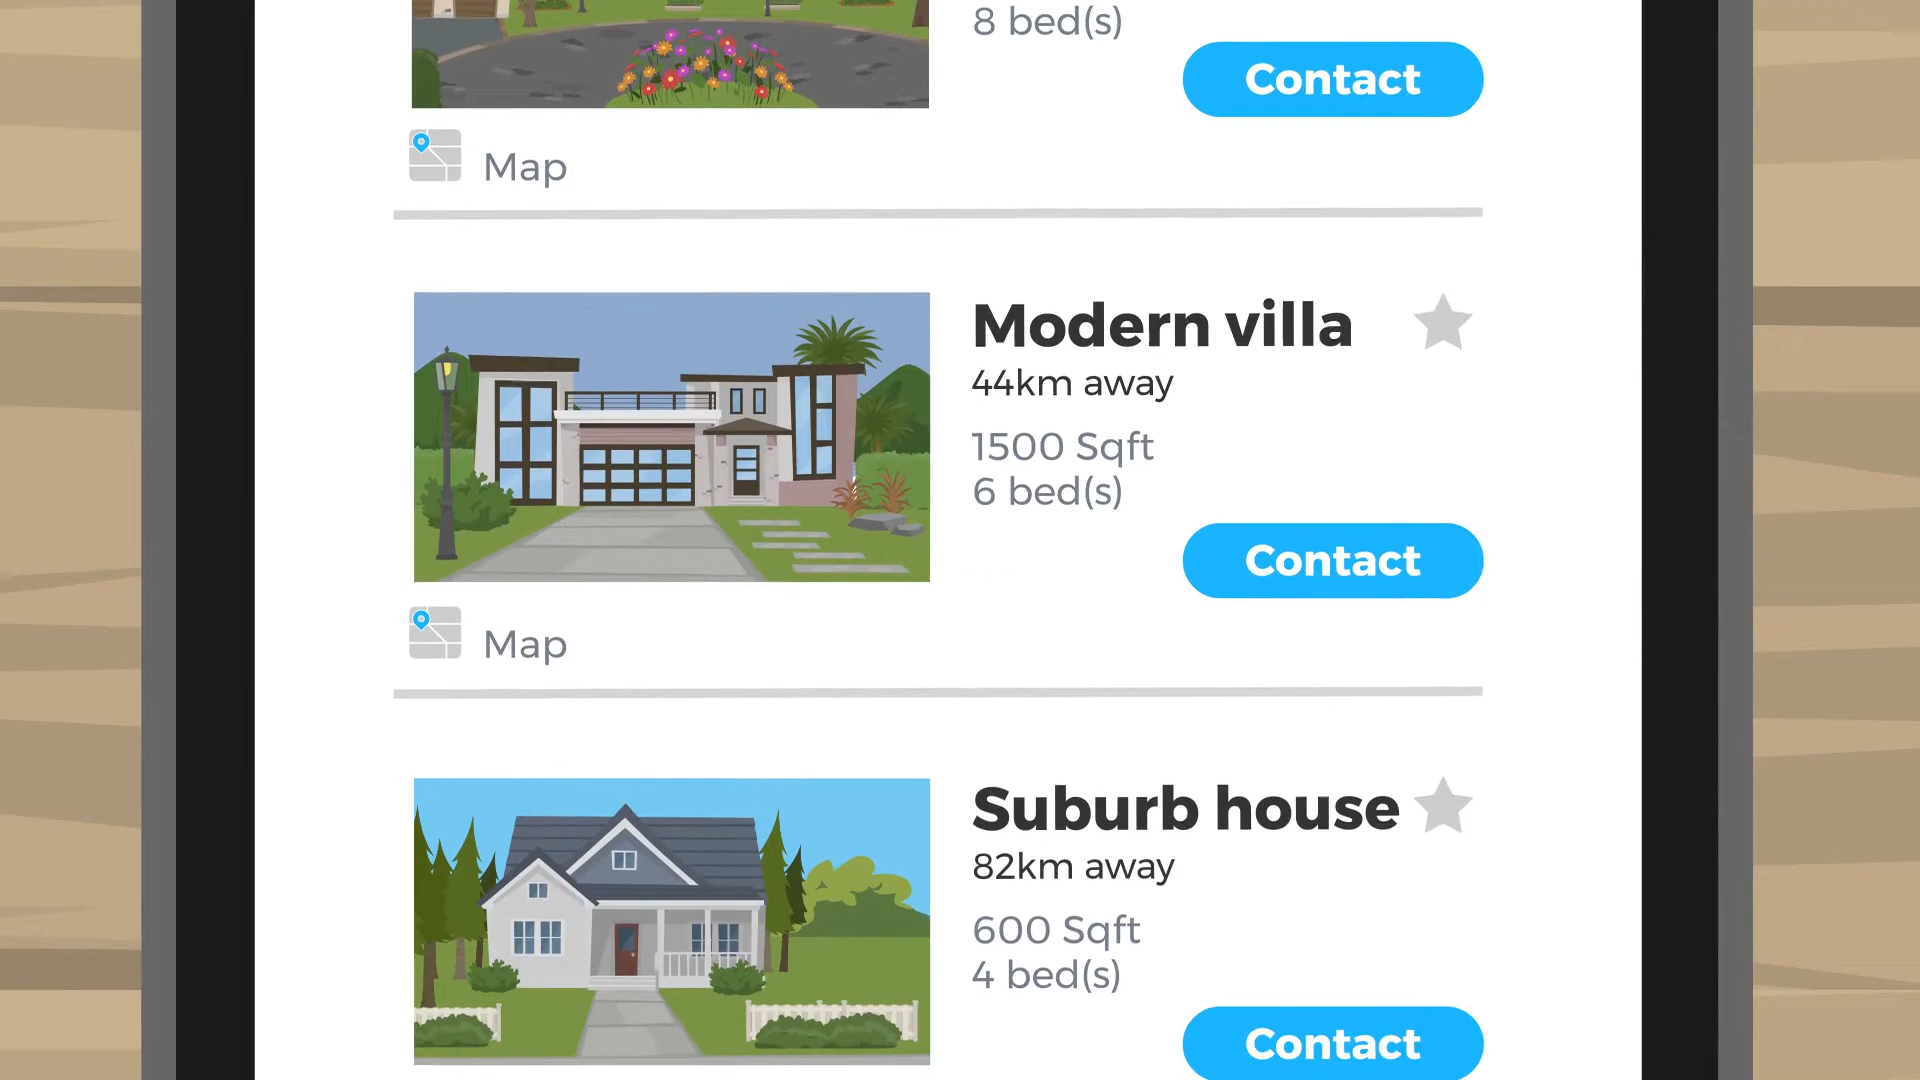 8 bed(s)
Contact
Map
Modern villa
44km away
1500 Sqft
6 bed(s)
Contact
Map
Suburb house
82km away
600 Sqft
4 bed(s)
Contact